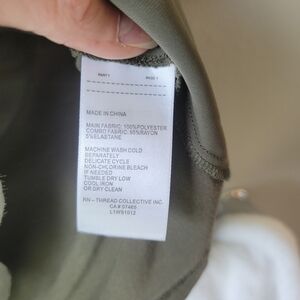 MADE IN CHINA
MAIN FABRIC: 100%POLYESTER
COMBO FABRIC: 95%RAYON
5%ELASTANE
MACHINE WASH COLD
SEPARATELY
DELICATE CYCLE
NON-CHLORINE BLEACH
IF NEEDED
TUMBLE DRY LOW
COOL IRON
OR DRY CLEAN
RN – THREAD COLLECTIVE INC.
CA# 07465